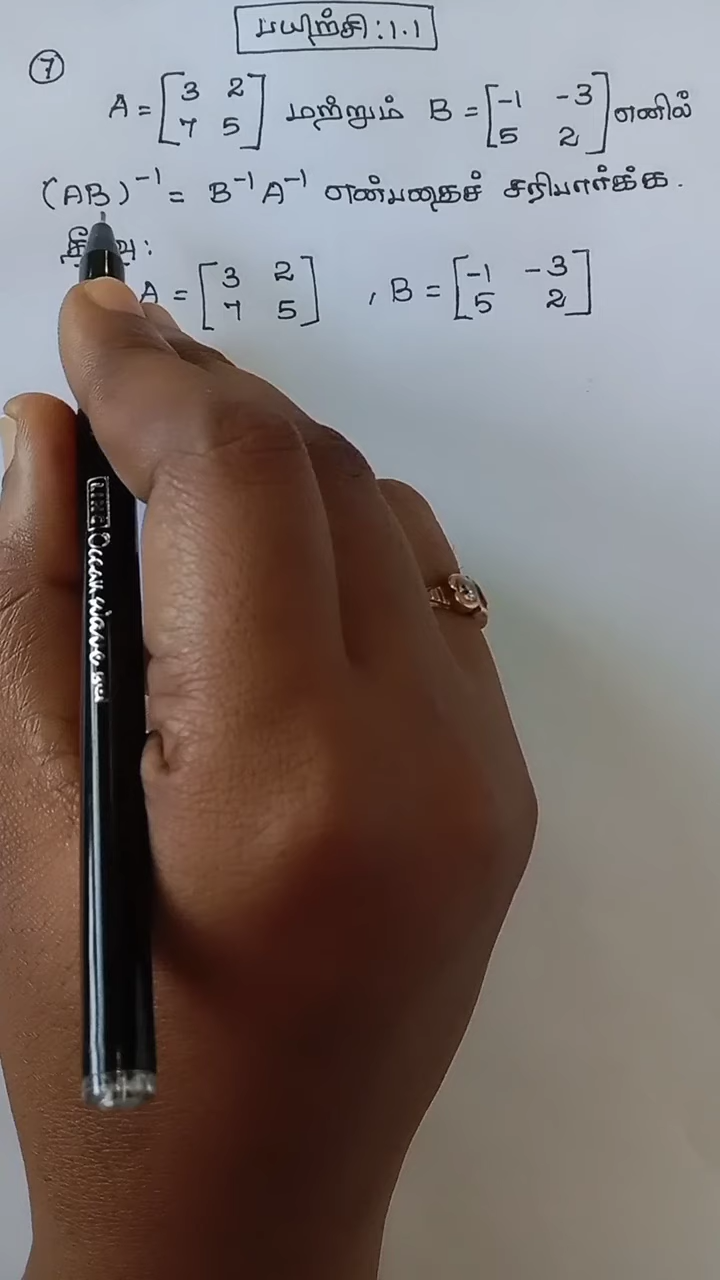 பயிற்சி : 1.1
7
A = [3 2 7 5] மற்றும் B = [-1 -3 5 2] எனில்
(AB)⁻¹ = B⁻¹A⁻¹ என்பதைச் சரிபார்க்க.
தீர்வு:
A = [3 2 7 5] , B = [-1 -3 5 2]